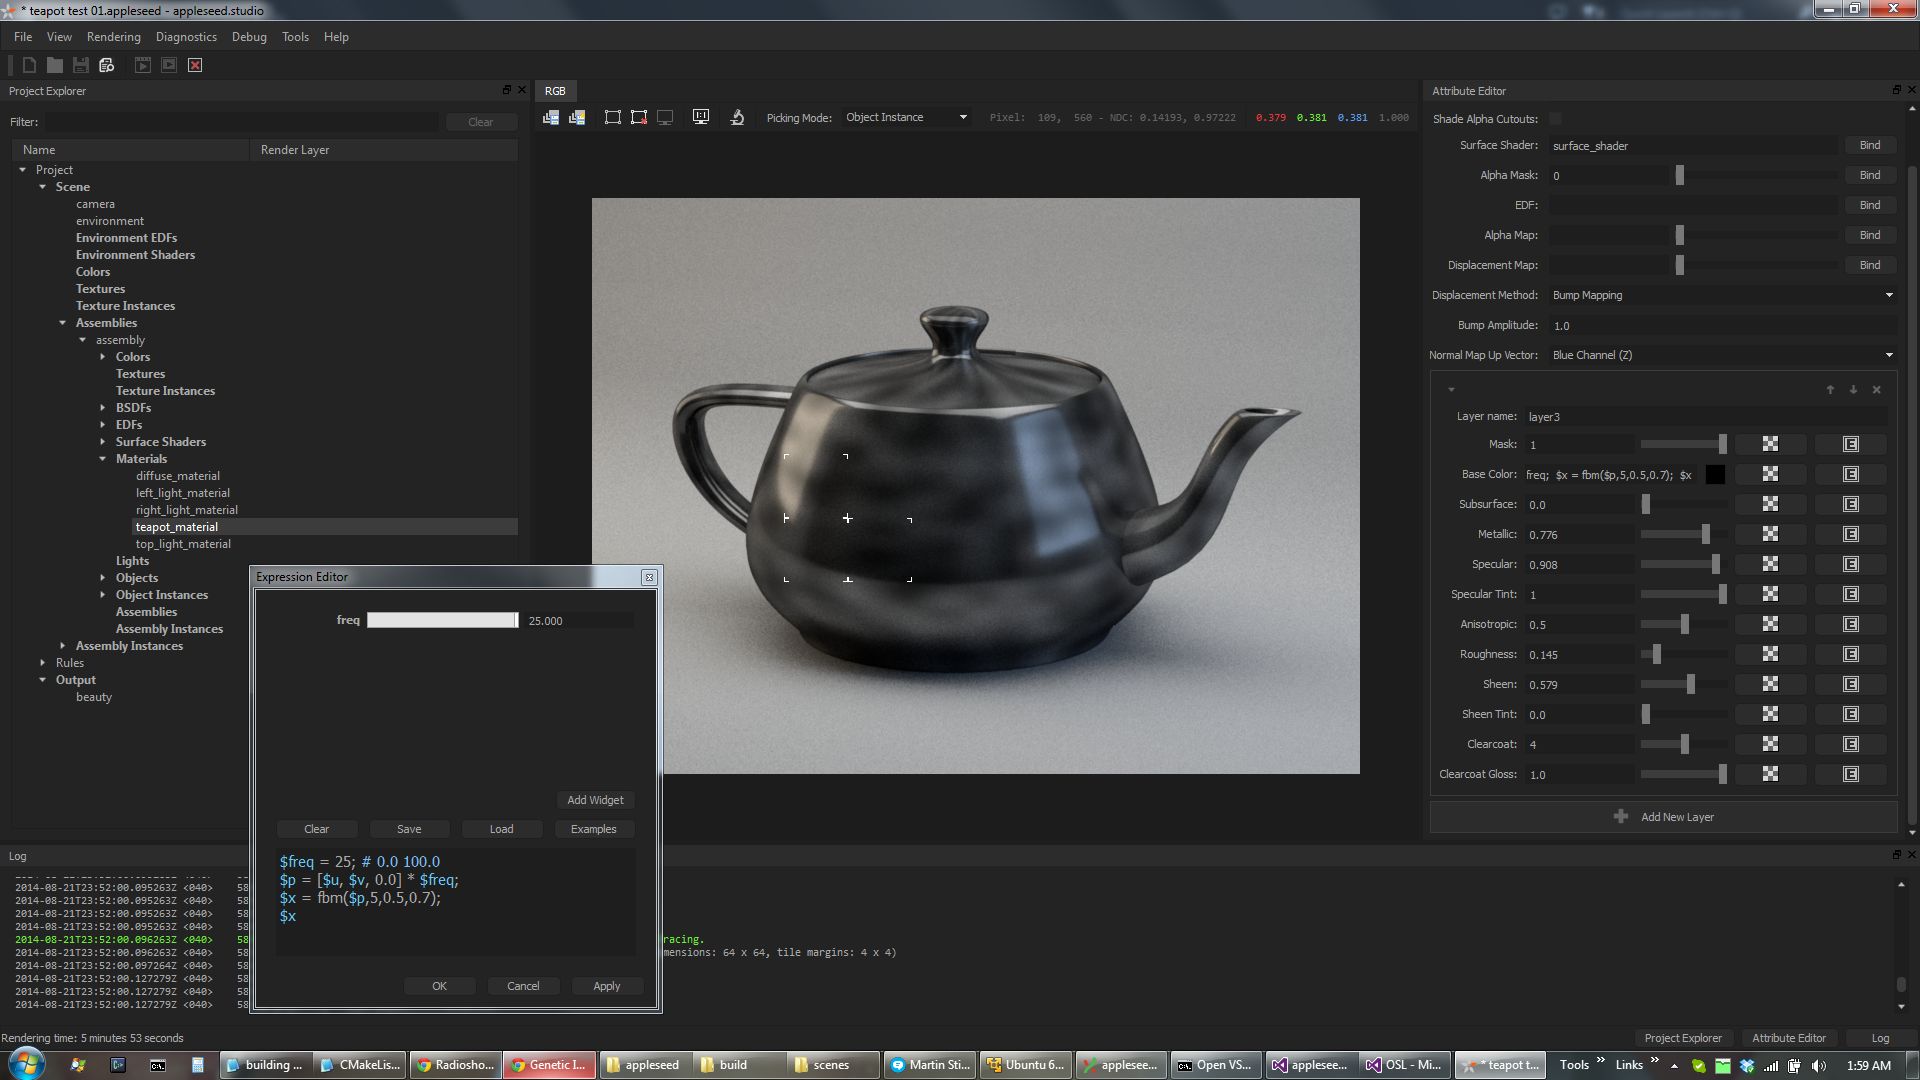 * teapot test 01.appleseed - appleseed.studio
File View Rendering Diagnostics Debug Tools Help
Project Explorer
Filter: Clear
Name Render Layer
Project
Scene
camera
environment
Environment EDFs
Environment Shaders
Colors
Textures
Texture Instances
Assemblies
assembly
Colors
Textures
Texture Instances
BSDFs
EDFs
Surface Shaders
Materials
diffuse_material
left_light_material
right_light_material
teapot_material
top_light_material
Lights
Objects
Object Instances
Assemblies
Assembly Instances
Assembly Instances
Rules
Output
beauty
RGB
Picking Mode: Object Instance Pixel: 109, 560 - NDC: 0.14193, 0.97222 0.379 0.381 0.381 1.000
Attribute Editor
Shade Alpha Cutouts:
Surface Shader: surface_shader Bind
Alpha Mask: 0 Bind
EDF: Bind
Alpha Map: Bind
Displacement Map: Bind
Displacement Method: Bump Mapping
Bump Amplitude: 1.0
Normal Map Up Vector: Blue Channel (Z)
Layer name: layer3
Mask: 1
Base Color: freq; $x = fbm($p,5,0.5,0.7); $x
Subsurface: 0.0
Metallic: 0.776
Specular: 0.908
Specular Tint: 1
Anisotropic: 0.5
Roughness: 0.145
Sheen: 0.579
Sheen Tint: 0.0
Clearcoat: 4
Clearcoat Gloss: 1.0
Add New Layer
Expression Editor
freq 25.000
Add Widget
Clear Save Load Examples
$freq = 25; # 0.0 100.0
$p = [$u, $v, 0.0] * $freq;
$x = fbm($p,5,0.5,0.7);
$x
OK Cancel Apply
Log
2014-08-21T23:52:00.095263Z <040> 58
2014-08-21T23:52:00.095263Z <040> 58
2014-08-21T23:52:00.095263Z <040> 58
2014-08-21T23:52:00.095263Z <040> 58
2014-08-21T23:52:00.096263Z <040> 58 racing.
2014-08-21T23:52:00.096263Z <040> 58 mensions: 64 x 64, tile margins: 4 x 4)
2014-08-21T23:52:00.097264Z <040> 58
2014-08-21T23:52:00.127279Z <040> 58
2014-08-21T23:52:00.127279Z <040> 58
2014-08-21T23:52:00.127279Z <040> 58
Rendering time: 5 minutes 53 seconds Project Explorer Attribute Editor Log
building ... CMakeLis... Radiosho... Genetic I... appleseed build scenes Martin Sti... Ubuntu 6... applesee... Open VS... applesee... OSL - Mi... * teapot t... Tools » Links » 1:59 AM